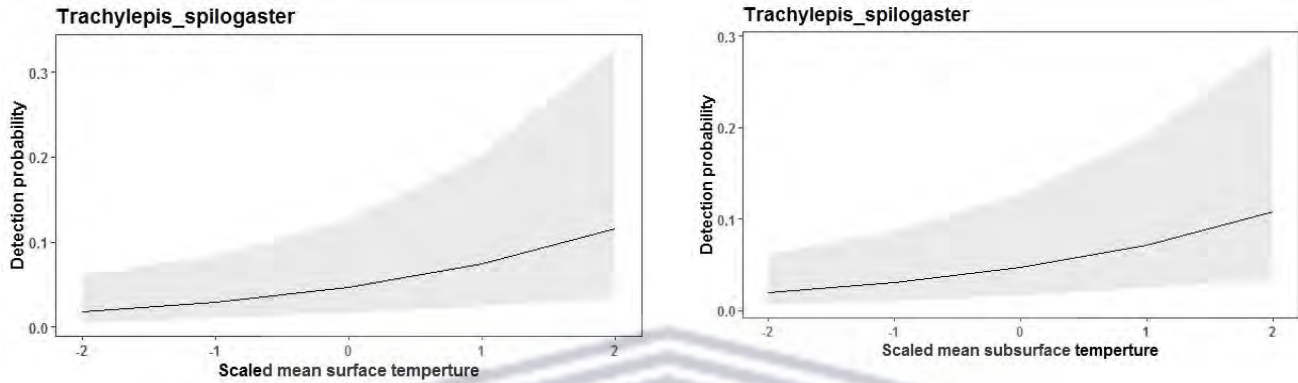 Trachylepis_spilogaster
Detection probability
0.3
0.2
0.1
0.0
-2 -1 0 1 2
Scaled mean surface temperture
Trachylepis_spilogaster
Detection probability
0.3
0.2
0.1
0.0
-2 -1 0 1 2
Scaled mean subsurface temperture